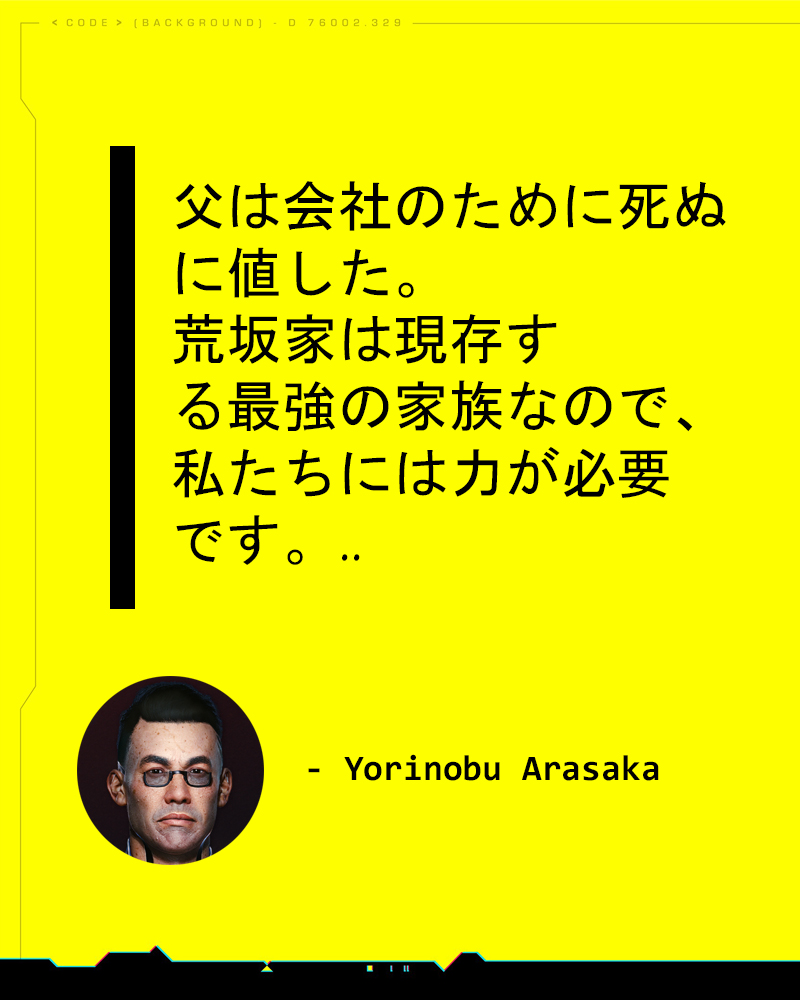 < CODE > [BACKGROUND] - D 76002.329
父は会社のために死ぬ
に値した。
荒坂家は現存す
る最強の家族なので、
私たちには力が必要
です。..
- Yorinobu Arasaka